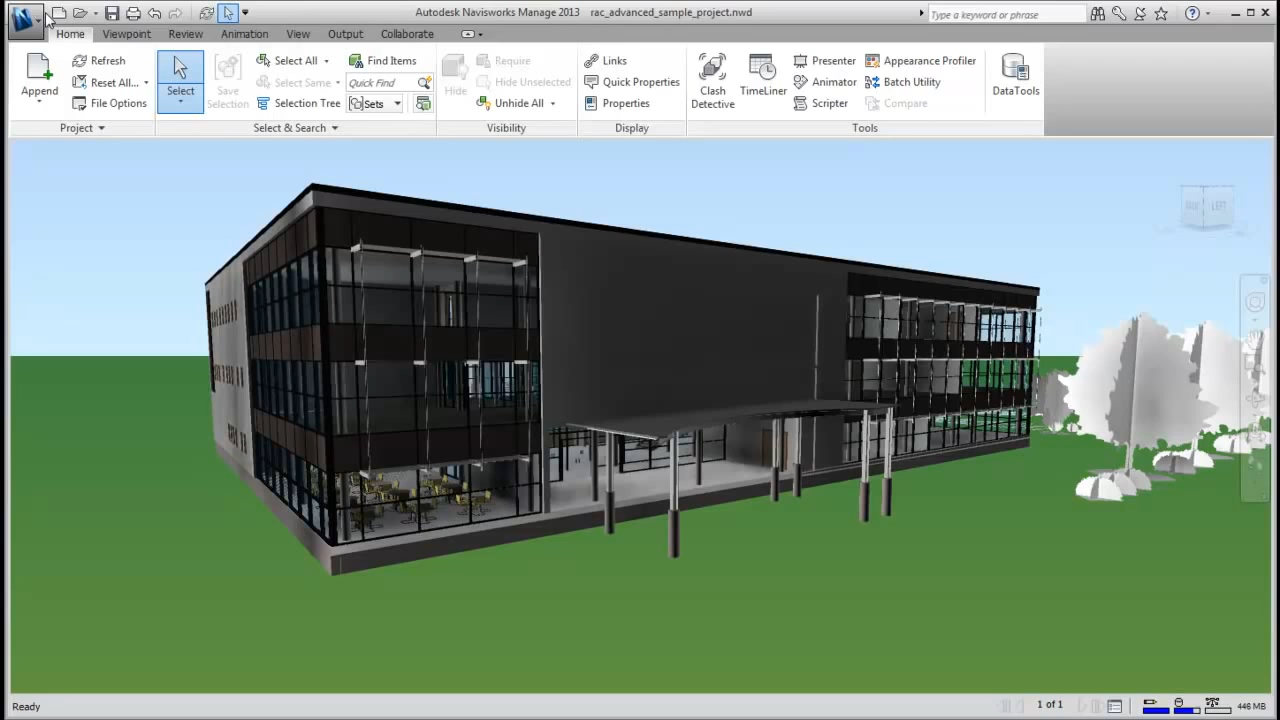 Autodesk Navisworks Manage 2013 rac_advanced_sample_project.nwd
Type a keyword or phrase
Home Viewpoint Review Animation View Output Collaborate
Append
Refresh
Reset All...
File Options
Project
Select
Save Selection
Select All
Select Same
Selection Tree
Find Items
Quick Find
Sets
Select & Search
Hide
Require
Hide Unselected
Unhide All
Visibility
Links
Quick Properties
Properties
Display
Clash Detective
TimeLiner
Presenter
Animator
Scripter
Appearance Profiler
Batch Utility
Compare
Tools
DataTools
LEFT
Ready
1 of 1
446 MB